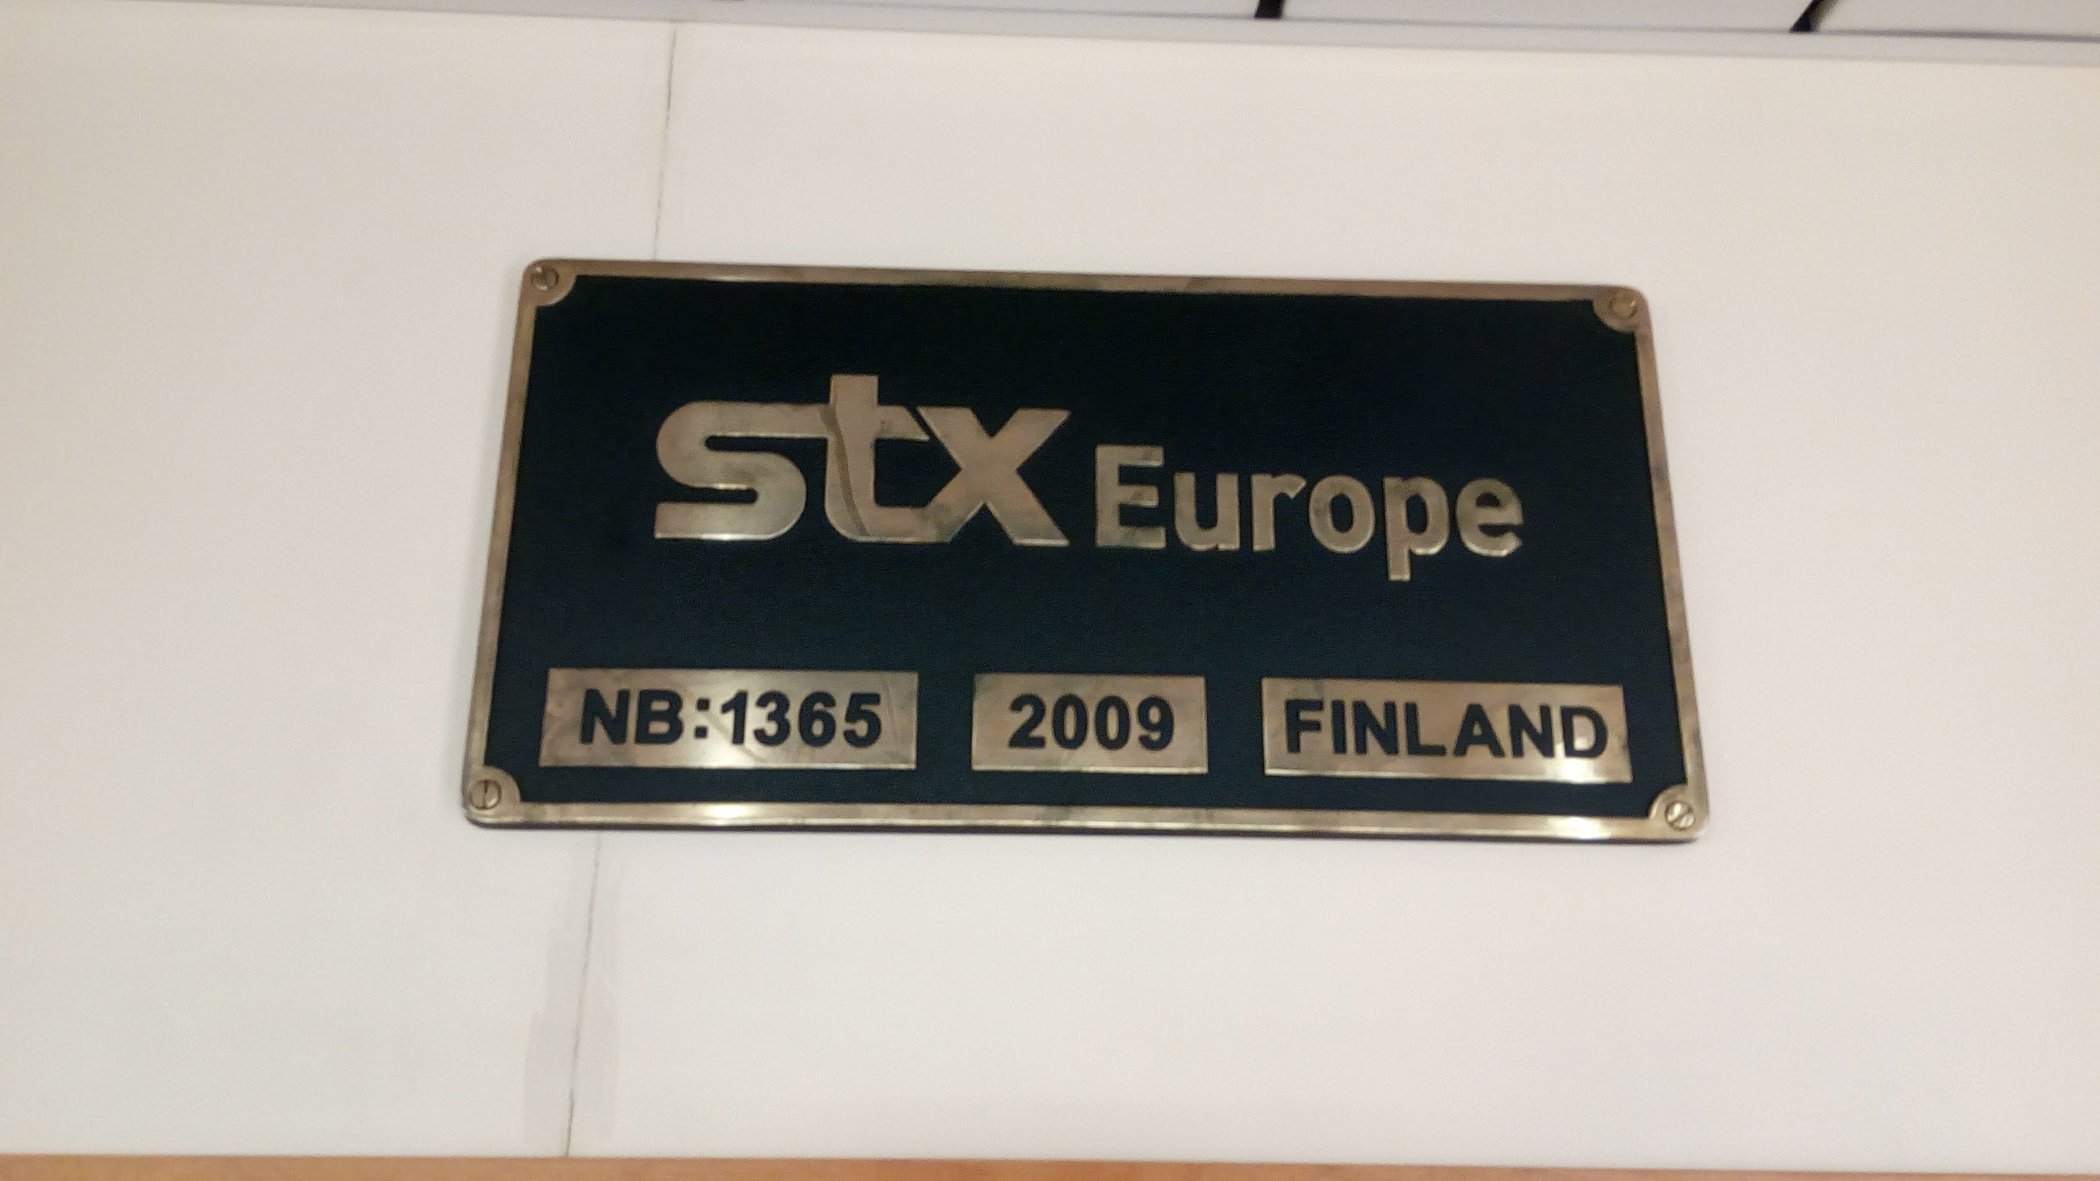 stx Europe
NB:1365 2009 FINLAND